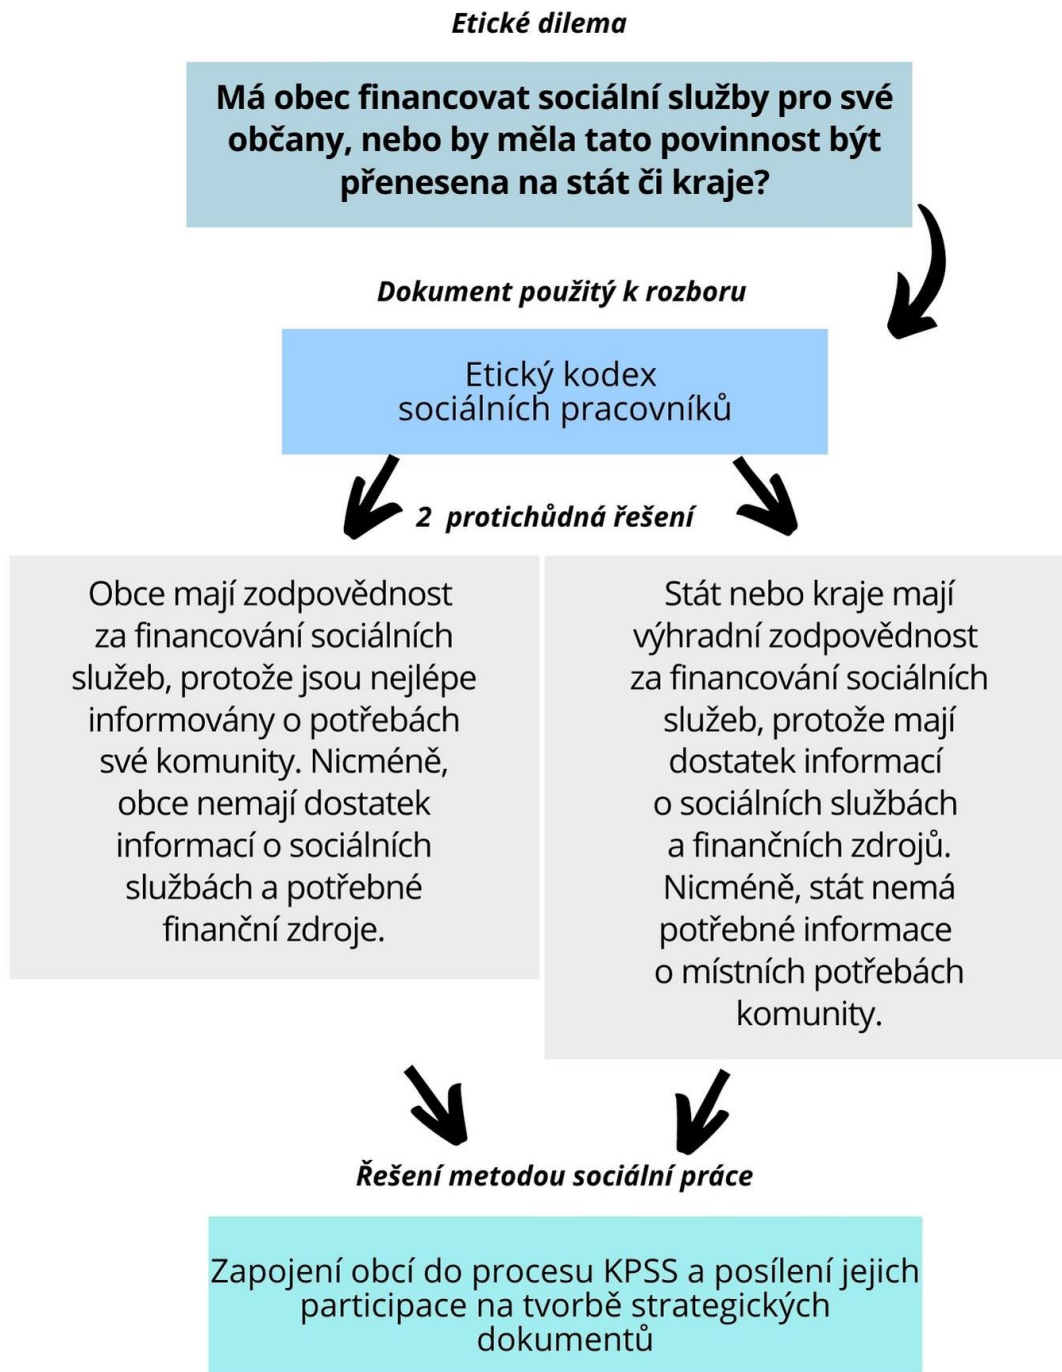 Etické dilema
Má obec financovat sociální služby pro své
občany, nebo by měla tato povinnost být
přenesena na stát či kraje?
Dokument použitý k rozboru
Etický kodex
sociálních pracovníků
2 protichůdná řešení
Obce mají zodpovědnost
za financování sociálních
služeb, protože jsou nejlépe
informovány o potřebách
své komunity. Nicméně,
obce nemají dostatek
informací o sociálních
službách a potřebné
finanční zdroje.
Stát nebo kraje mají
výhradní zodpovědnost
za financování sociálních
služeb, protože mají
dostatek informací
o sociálních službách
a finančních zdrojů.
Nicméně, stát nemá
potřebné informace
o místních potřebách
komunity.
Řešení metodou sociální práce
Zapojení obcí do procesu KPSS a posílení jejich
participace na tvorbě strategických
dokumentů